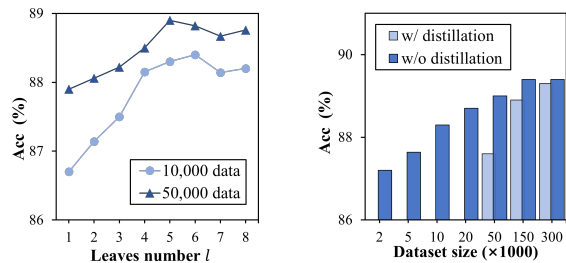 89
88
87
86
Acc (%)
10,000 data
50,000 data
1 2 3 4 5 6 7 8
Leaves number l
90
88
86
Acc (%)
w/ distillation
w/o distillation
2 5 10 20 50 150 300
Dataset size (×1000)